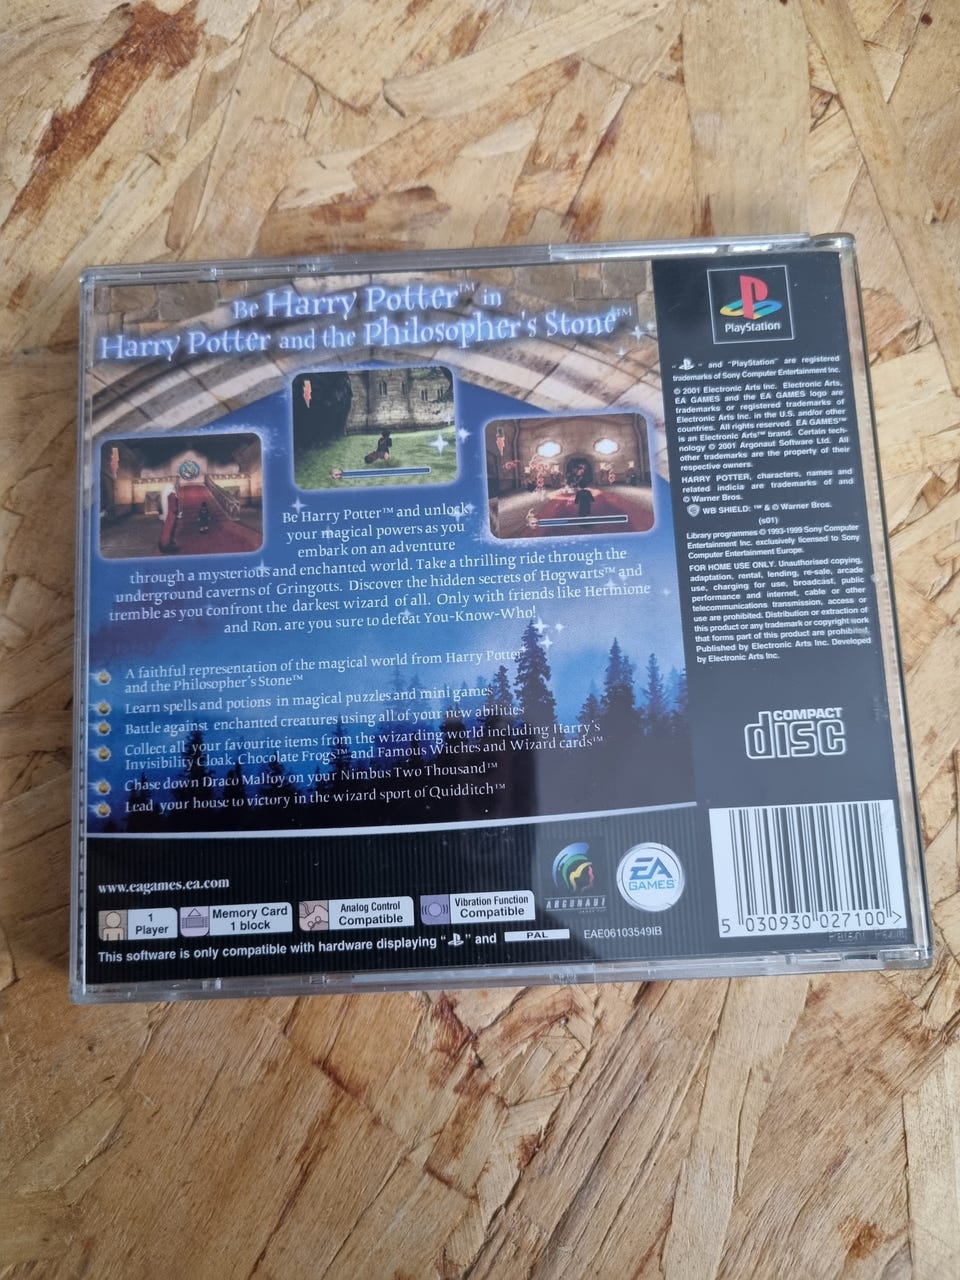 Be Harry Potter™ in
Harry Potter and the Philosopher's Stone™
Be Harry Potter™ and unlock
your magical powers as you
embark on an adventure
through a mysterious and enchanted world. Take a thrilling ride through the
underground caverns of Gringotts. Discover the hidden secrets of Hogwarts™ and
tremble as you confront the darkest wizard of all. Only with friends like Hermione
and Ron, are you sure to defeat You-Know-Who!
A faithful representation of the magical world from Harry Potter
and the Philosopher's Stone™
Learn spells and potions in magical puzzles and mini games
Battle against enchanted creatures using all of your new abilities
Collect all your favourite items from the wizarding world including Harry's
Invisibility Cloak, Chocolate Frogs™ and Famous Witches and Wizard cards™
Chase down Draco Malfoy on your Nimbus Two Thousand™
Lead your house to victory in the wizard sport of Quidditch™
www.eagames.ea.com
1
Player
Memory Card
1 block
Analog Control
Compatible
Vibration Function
Compatible
ARGONAUT
EA
GAMES™
This software is only compatible with hardware displaying " " and PAL
EAE06103549IB
PlayStation
" " and "PlayStation" are registered
trademarks of Sony Computer Entertainment Inc.
© 2001 Electronic Arts Inc. Electronic Arts,
EA GAMES and the EA GAMES logo are
trademarks or registered trademarks of
Electronic Arts Inc. in the U.S. and/or other
countries. All rights reserved. EA GAMES™
is an Electronic Arts™ brand. Certain tech-
nology © 2001 Argonaut Software Ltd. All
other trademarks are the property of their
respective owners.
HARRY POTTER, characters, names and
related indicia are trademarks of and
© Warner Bros.
WB SHIELD: ™ & © Warner Bros.
(s01)
Library programmes © 1993-1999 Sony Computer
Entertainment Inc. exclusively licensed to Sony
Computer Entertainment Europe.
FOR HOME USE ONLY. Unauthorised copying,
adaptation, rental, lending, re-sale, arcade
use, charging for use, broadcast, public
performance and internet, cable or other
telecommunications transmission, access or
use are prohibited. Distribution or extraction of
this product or any trademark or copyright work
that forms part of this product are prohibited.
Published by Electronic Arts Inc. Developed
by Electronic Arts Inc.
COMPACT
disc
5 030930 027100 >